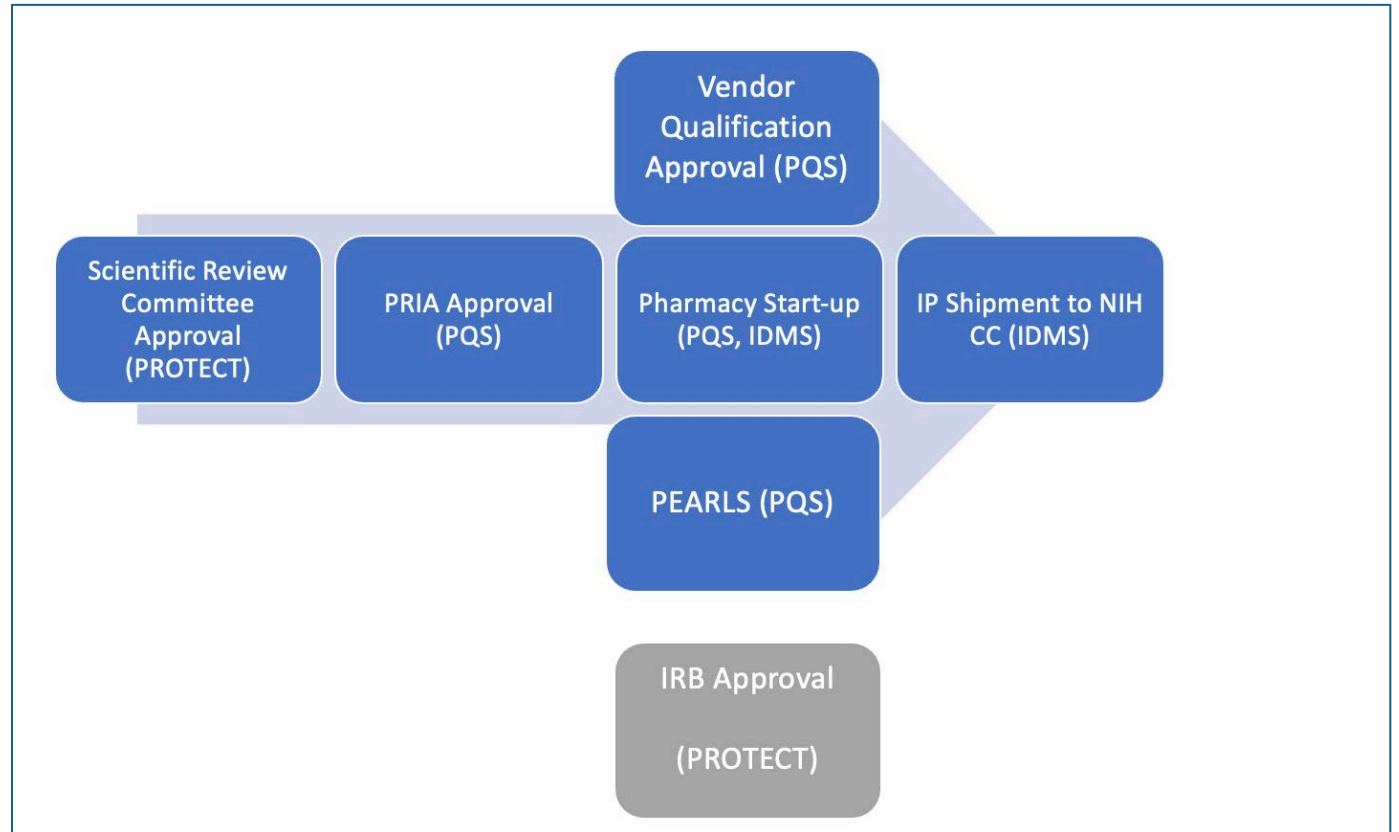 Vendor
Qualification
Approval (PQS)
Scientific Review
Committee
Approval
(PROTECT)
PRIA Approval
(PQS)
Pharmacy Start-up
(PQS, IDMS)
IP Shipment to NIH
CC (IDMS)
PEARLS (PQS)
IRB Approval
(PROTECT)